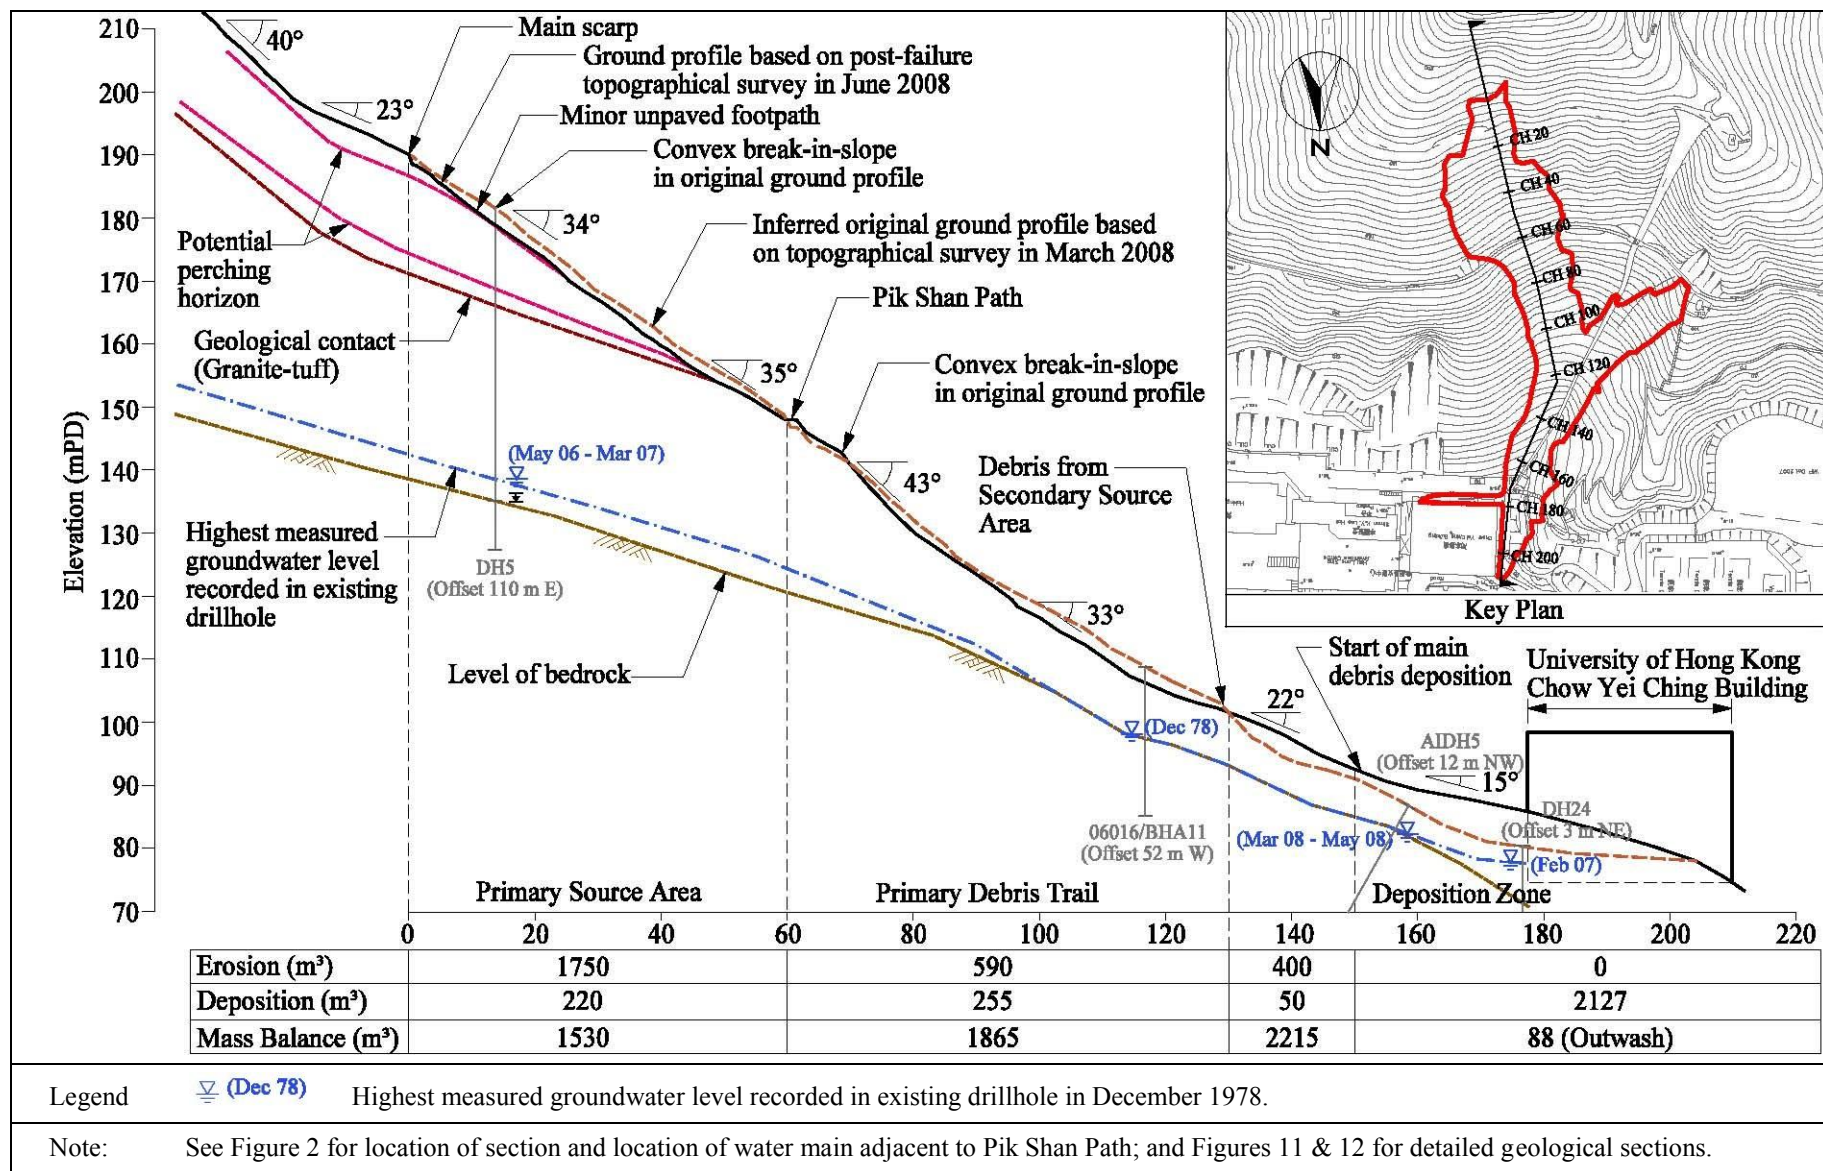 210
200
190
180
170
160
150
140
130
120
110
100
90
80
70
Elevation (mPD)
40°
23°
Main scarp
Ground profile based on post-failure
topographical survey in June 2008
Minor unpaved footpath
Convex break-in-slope
in original ground profile
34°
Inferred original ground profile based
on topographical survey in March 2008
Pik Shan Path
Potential
perching
horizon
Geological contact
(Granite-tuff)
35°
Convex break-in-slope
in original ground profile
(May 06 - Mar 07)
43°
Debris from
Secondary Source
Area
Highest measured
groundwater level
recorded in existing
drillhole
DH5
(Offset 110 m E)
Level of bedrock
33°
Start of main
debris deposition
University of Hong Kong
Chow Yei Ching Building
22°
(Dec 78)
AIDH5
(Offset 12 m NW)
15°
DH24
(Offset 3 m NE)
06016/BHA11
(Offset 52 m W)
(Mar 08 - May 08)
(Feb 07)
Primary Source Area
Primary Debris Trail
Deposition Zone
N
CH 20
CH 40
CH 60
CH 80
CH 100
CH 120
CH 140
CH 160
CH 180
CH 200
Key Plan
0 20 40 60 80 100 120 140 160 180 200 220
Erosion (m³) 1750 590 400 0
Deposition (m³) 220 255 50 2127
Mass Balance (m³) 1530 1865 2215 88 (Outwash)
Legend (Dec 78) Highest measured groundwater level recorded in existing drillhole in December 1978.
Note: See Figure 2 for location of section and location of water main adjacent to Pik Shan Path; and Figures 11 & 12 for detailed geological sections.